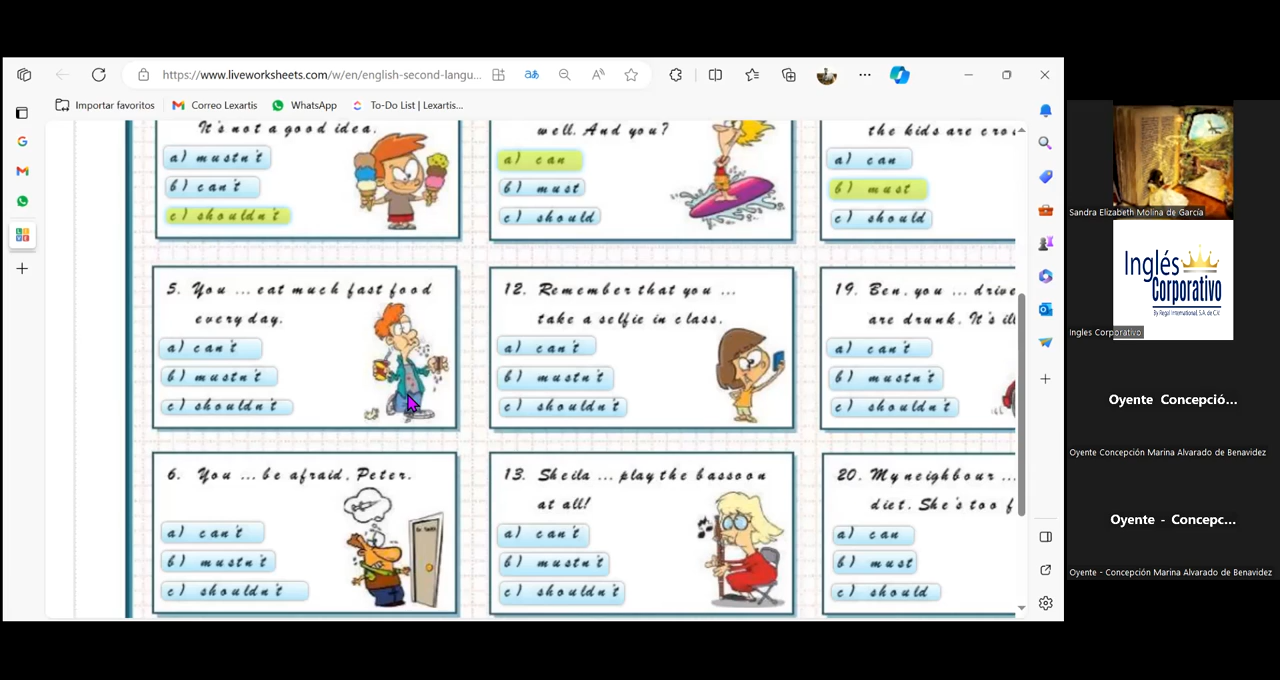 https://www.liveworksheets.com/w/en/english-second-langu...
Importar favoritos
Correo Lexartis
WhatsApp
To-Do List | Lexartis...
It's not a good idea.
a) mustn't
b) can't
c) shouldn't
well. And you?
a) can
b) must
c) should
the kids are
a) can
b) must
c) should
5. You ... eat much fast food
every day.
a) can't
b) mustn't
c) shouldn't
12. Remember that you ...
take a selfie in class.
a) can't
b) mustn't
c) shouldn't
19. Ben, you ... drive
are drunk. It's
a) can't
b) mustn't
c) shouldn't
6. You ... be afraid, Peter.
a) can't
b) mustn't
c) shouldn't
13. Sheila ... play the bassoon
at all!
a) can't
b) mustn't
c) shouldn't
20. My neighbour ...
diet. She's too
a) can
b) must
c) should
Sandra Elizabeth Molina de García
Inglés
Corporativo
By Regal International, S.A. de C.V.
Ingles Corporativo
Oyente Concepció...
Oyente Concepción Marina Alvarado de Benavidez
Oyente - Concepc...
Oyente - Concepción Marina Alvarado de Benavidez